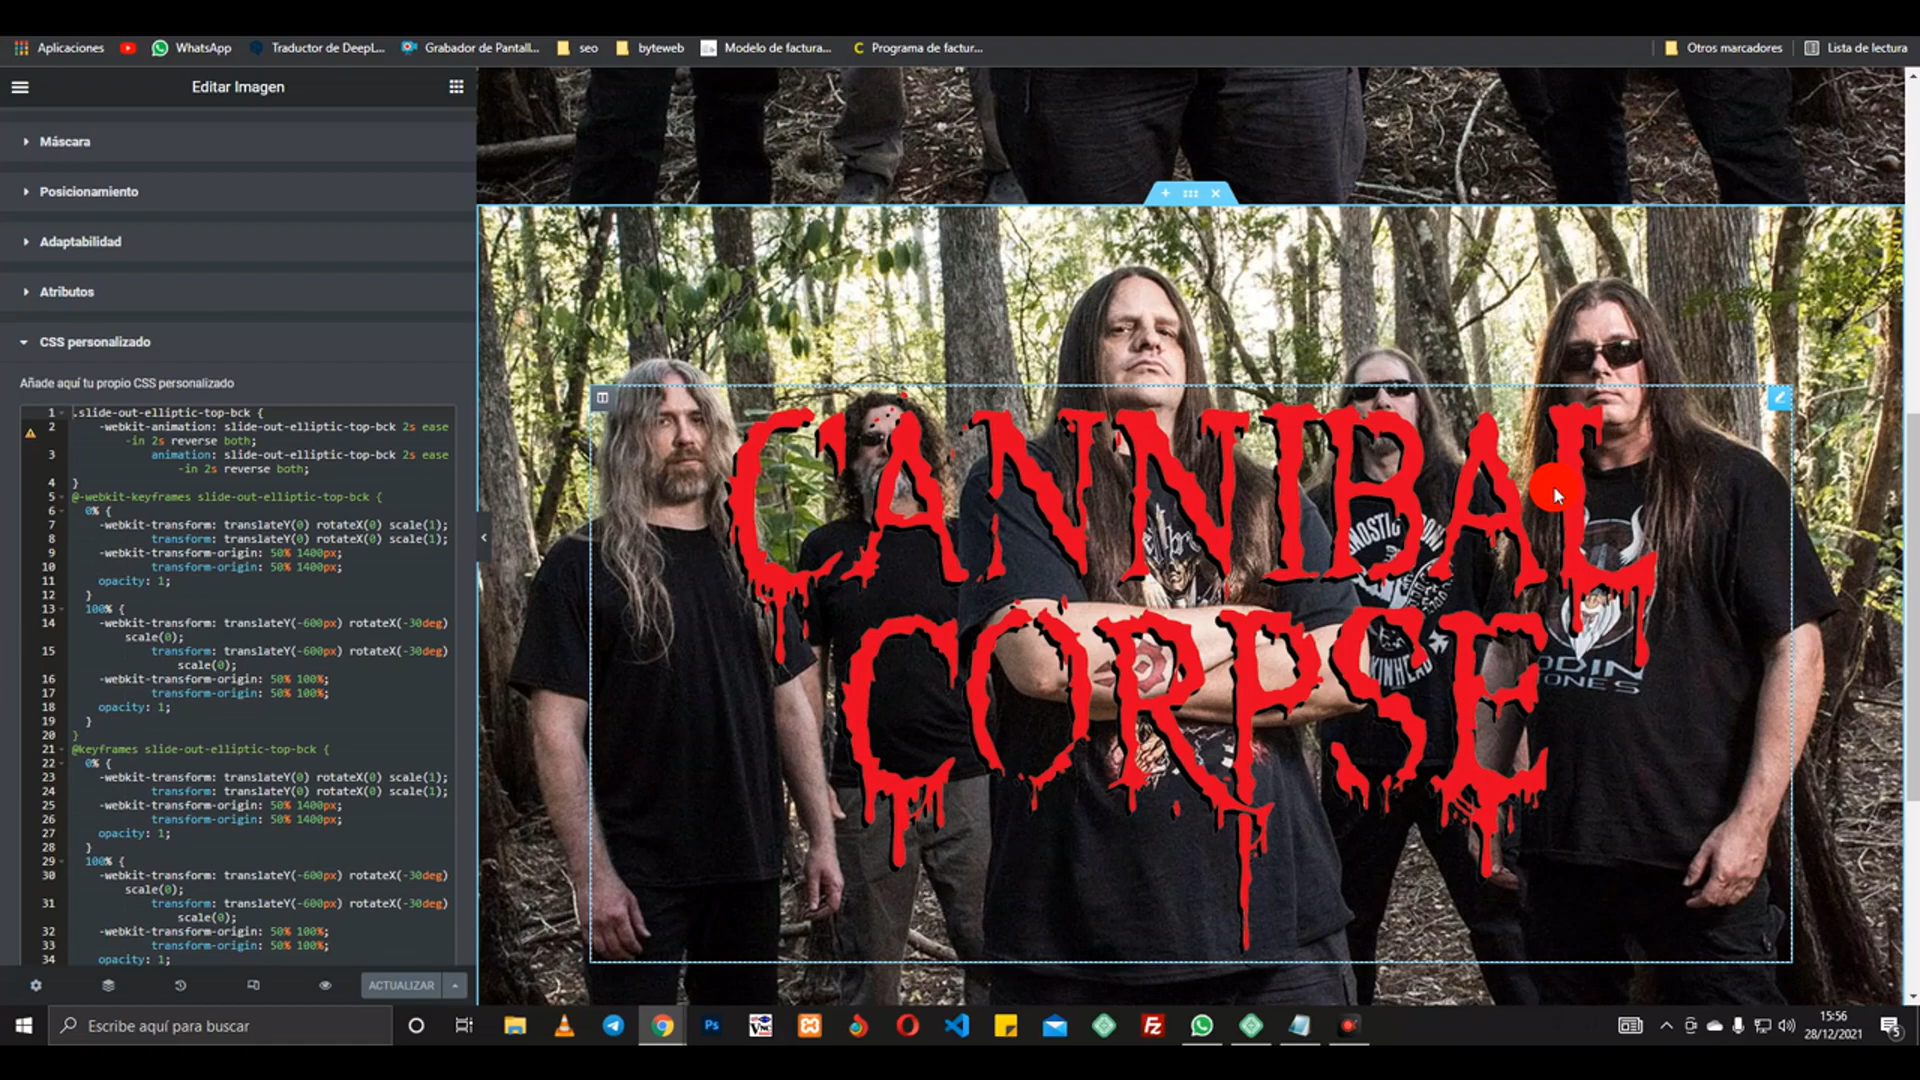 Aplicaciones
WhatsApp
Traductor de DeepL...
Grabador de Pantall...
seo
byteweb
Modelo de factura...
Programa de factur...
Otros marcadores
Lista de lectura
Editar Imagen
Máscara
Posicionamiento
Adaptabilidad
Atributos
CSS personalizado
Añade aquí tu propio CSS personalizado
1 .slide-out-elliptic-top-bck {
2 -webkit-animation: slide-out-elliptic-top-bck 2s ease
-in 2s reverse both;
3 animation: slide-out-elliptic-top-bck 2s ease
-in 2s reverse both;
4 }
5 @-webkit-keyframes slide-out-elliptic-top-bck {
6 0% {
7 -webkit-transform: translateY(0) rotateX(0) scale(1);
8 transform: translateY(0) rotateX(0) scale(1);
9 -webkit-transform-origin: 50% 1400px;
10 transform-origin: 50% 1400px;
11 opacity: 1;
12 }
13 100% {
14 -webkit-transform: translateY(-600px) rotateX(-30deg)
scale(0);
15 transform: translateY(-600px) rotateX(-30deg)
scale(0);
16 -webkit-transform-origin: 50% 100%;
17 transform-origin: 50% 100%;
18 opacity: 1;
19 }
20 }
21 @keyframes slide-out-elliptic-top-bck {
22 0% {
23 -webkit-transform: translateY(0) rotateX(0) scale(1);
24 transform: translateY(0) rotateX(0) scale(1);
25 -webkit-transform-origin: 50% 1400px;
26 transform-origin: 50% 1400px;
27 opacity: 1;
28 }
29 100% {
30 -webkit-transform: translateY(-600px) rotateX(-30deg)
scale(0);
31 transform: translateY(-600px) rotateX(-30deg)
scale(0);
32 -webkit-transform-origin: 50% 100%;
33 transform-origin: 50% 100%;
34 opacity: 1;
ACTUALIZAR
CANNIBAL
CORPSE
Escribe aquí para buscar
Ps
VNC
Fz
15:56
28/12/2021
5